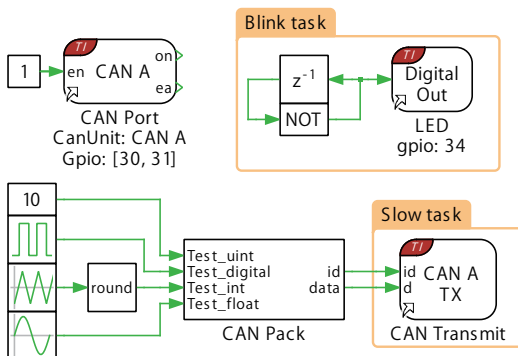 Blink task
TI
1
en
CAN A
on
ea
CAN Port
CanUnit: CAN A
Gpio: [30, 31]
z-1
NOT
TI
Digital
Out
LED
gpio: 34
10
round
Test_uint
Test_digital
Test_int
Test_float
id
data
CAN Pack
Slow task
TI
id
d
CAN A
TX
CAN Transmit